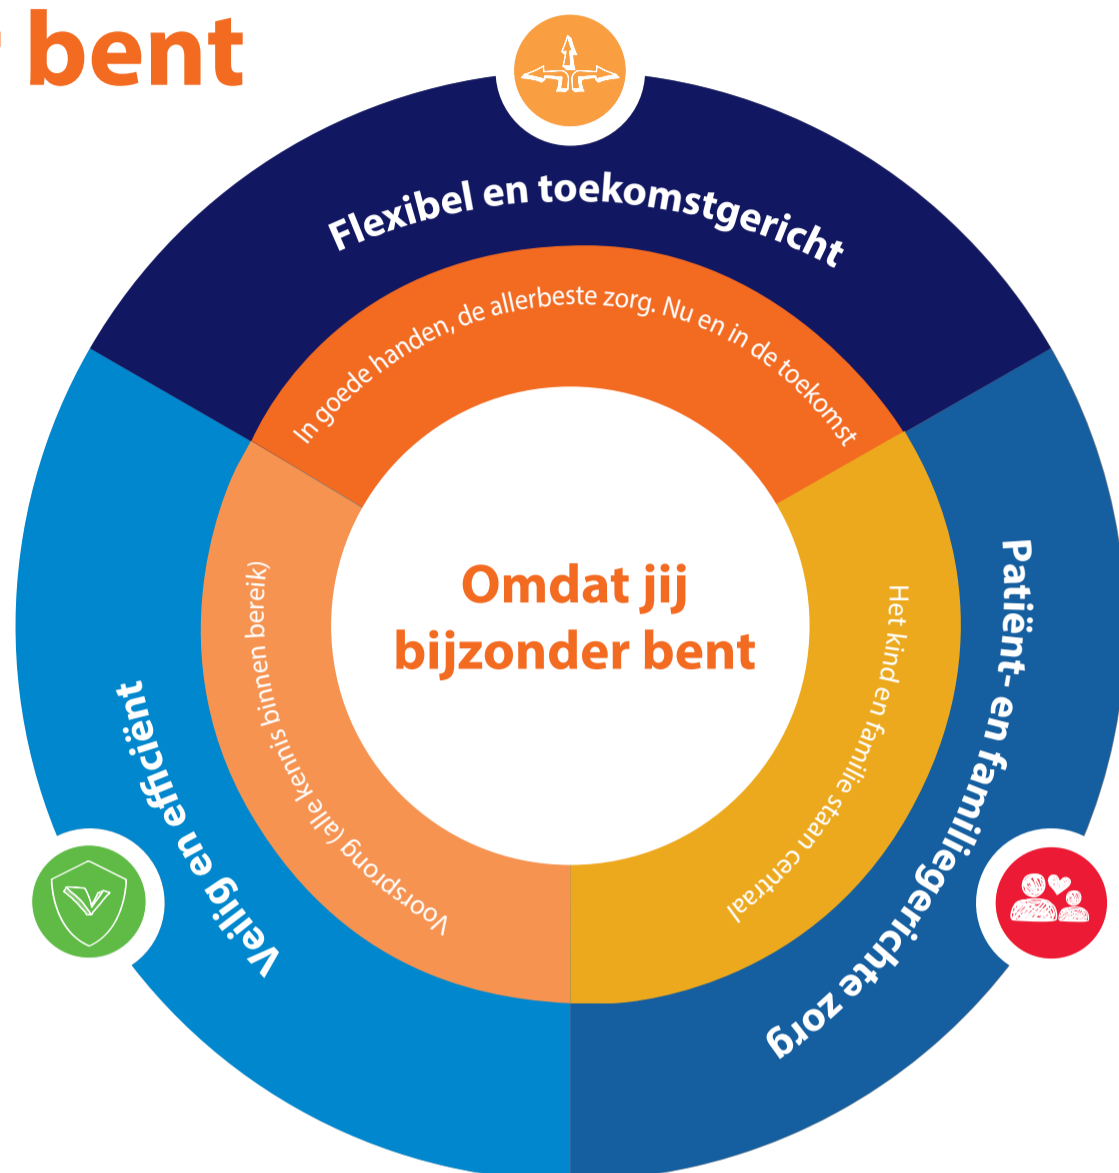 bent
Flexibel en toekomstgericht
In goede handen, de allerbeste zorg. Nu en in de toekomst
Omdat jij
bijzonder bent
Patiënt- en familiegerichte zorg
Het kind en familie staan centraal
Veilig en efficiënt
Voorsprong (alle kennis binnen bereik)